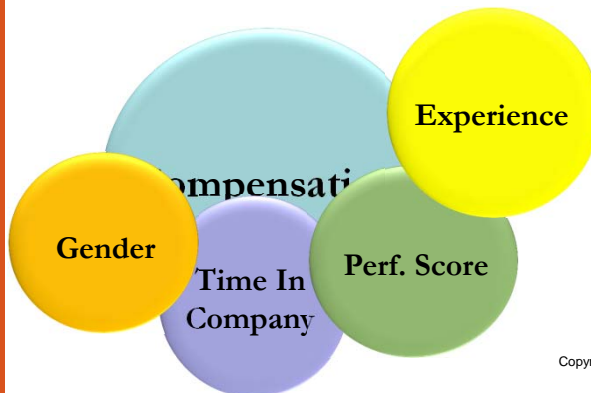 Experience
ompensati
Gender
Perf. Score
Time In
Company
Copyr